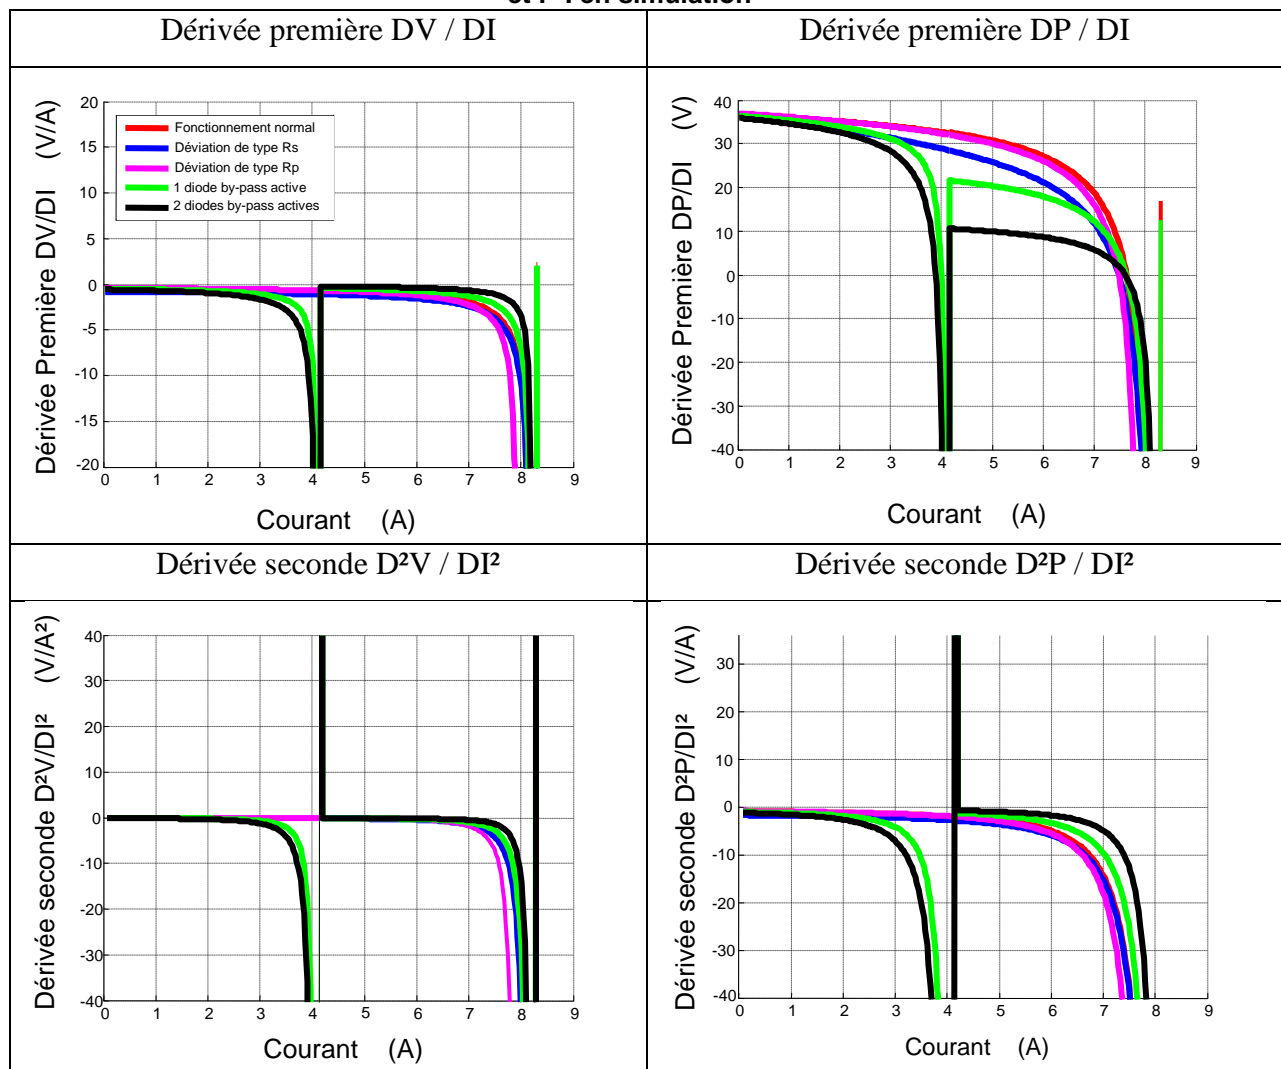 et P-I en simulation
Dérivée première DV / DI
Dérivée première DP / DI
Dérivée Première DV/DI (V/A)
20
15
10
5
0
-5
-10
-15
-20
Fonctionnement normal
Déviation de type Rs
Déviation de type Rp
1 diode by-pass active
2 diodes by-pass actives
0 1 2 3 4 5 6 7 8 9
Courant (A)
Dérivée Première DP/DI (V)
40
30
20
10
0
-10
-20
-30
-40
0 1 2 3 4 5 6 7 8 9
Courant (A)
Dérivée seconde D²V / DI²
Dérivée seconde D²P / DI²
Dérivée seconde D²V/DI² (V/A²)
40
30
20
10
0
-10
-20
-30
-40
0 1 2 3 4 5 6 7 8 9
Courant (A)
Dérivée seconde D²P/DI² (V/A)
30
20
10
0
-10
-20
-30
-40
0 1 2 3 4 5 6 7 8 9
Courant (A)